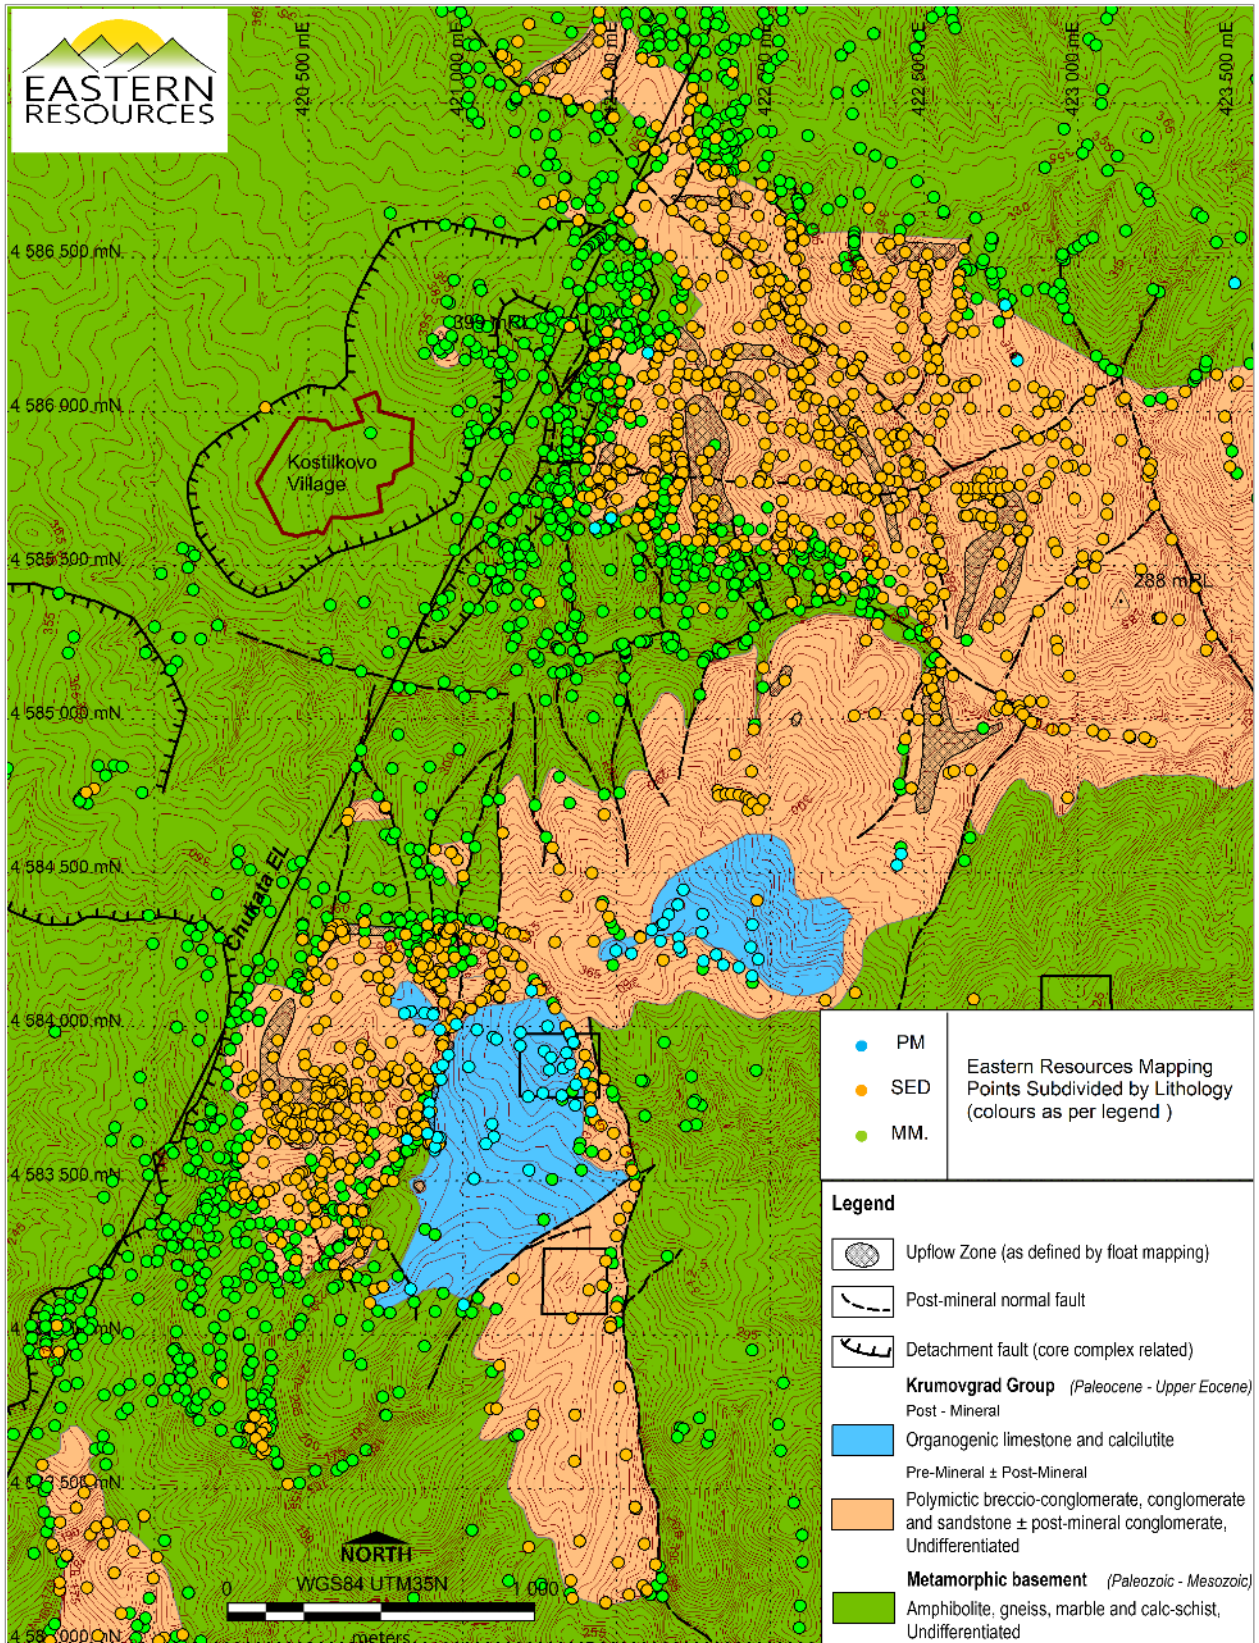 EASTERN
RESOURCES
420 500 mE
421 000 mE
422 500 mE
422 500 mE
423 000 mE
423 500 mE
4 586 500 mN
399 mRL
4 586 000 mN
Kostilkovo
Village
4 585 500 mN
288 mRL
4 585 000 mN
4 584 500 mN
Chukata EL
4 584 000 mN
4 583 500 mN
NORTH
WGS84 UTM35N
0
1 000
meters
PM
SED
MM.
Eastern Resources Mapping
Points Subdivided by Lithology
(colours as per legend )
Legend
Upflow Zone (as defined by float mapping)
Post-mineral normal fault
Detachment fault (core complex related)
Krumovgrad Group (Paleocene - Upper Eocene)
Post - Mineral
Organogenic limestone and calcilutite
Pre-Mineral ± Post-Mineral
Polymictic breccio-conglomerate, conglomerate
and sandstone ± post-mineral conglomerate,
Undifferentiated
Metamorphic basement (Paleozoic - Mesozoic)
Amphibolite, gneiss, marble and calc-schist,
Undifferentiated